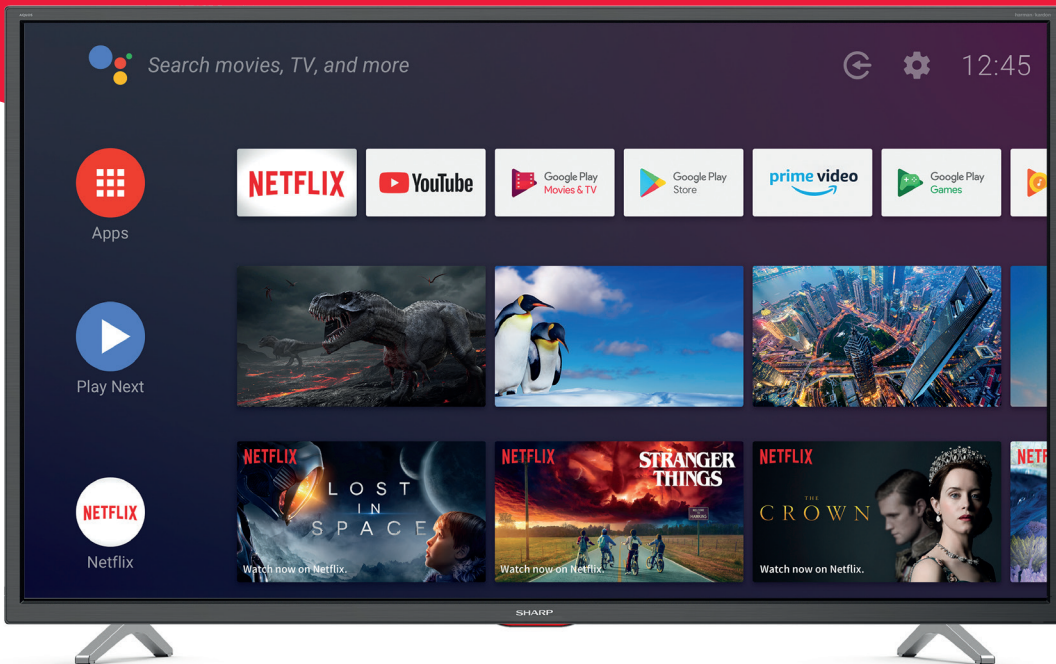 Search movies, TV, and more
12:45
NETFLIX
YouTube
Google Play
Movies & TV
Google Play
Store
prime video
Google Play
Games
Apps
Play Next
NETFLIX
LOST
IN
SPACE
Watch now on Netflix.
NETFLIX
STRANGER
THINGS
Watch now on Netflix.
NETFLIX
THE
CROWN
Watch now on Netflix.
NETF
NETFLIX
Netflix
SHARP